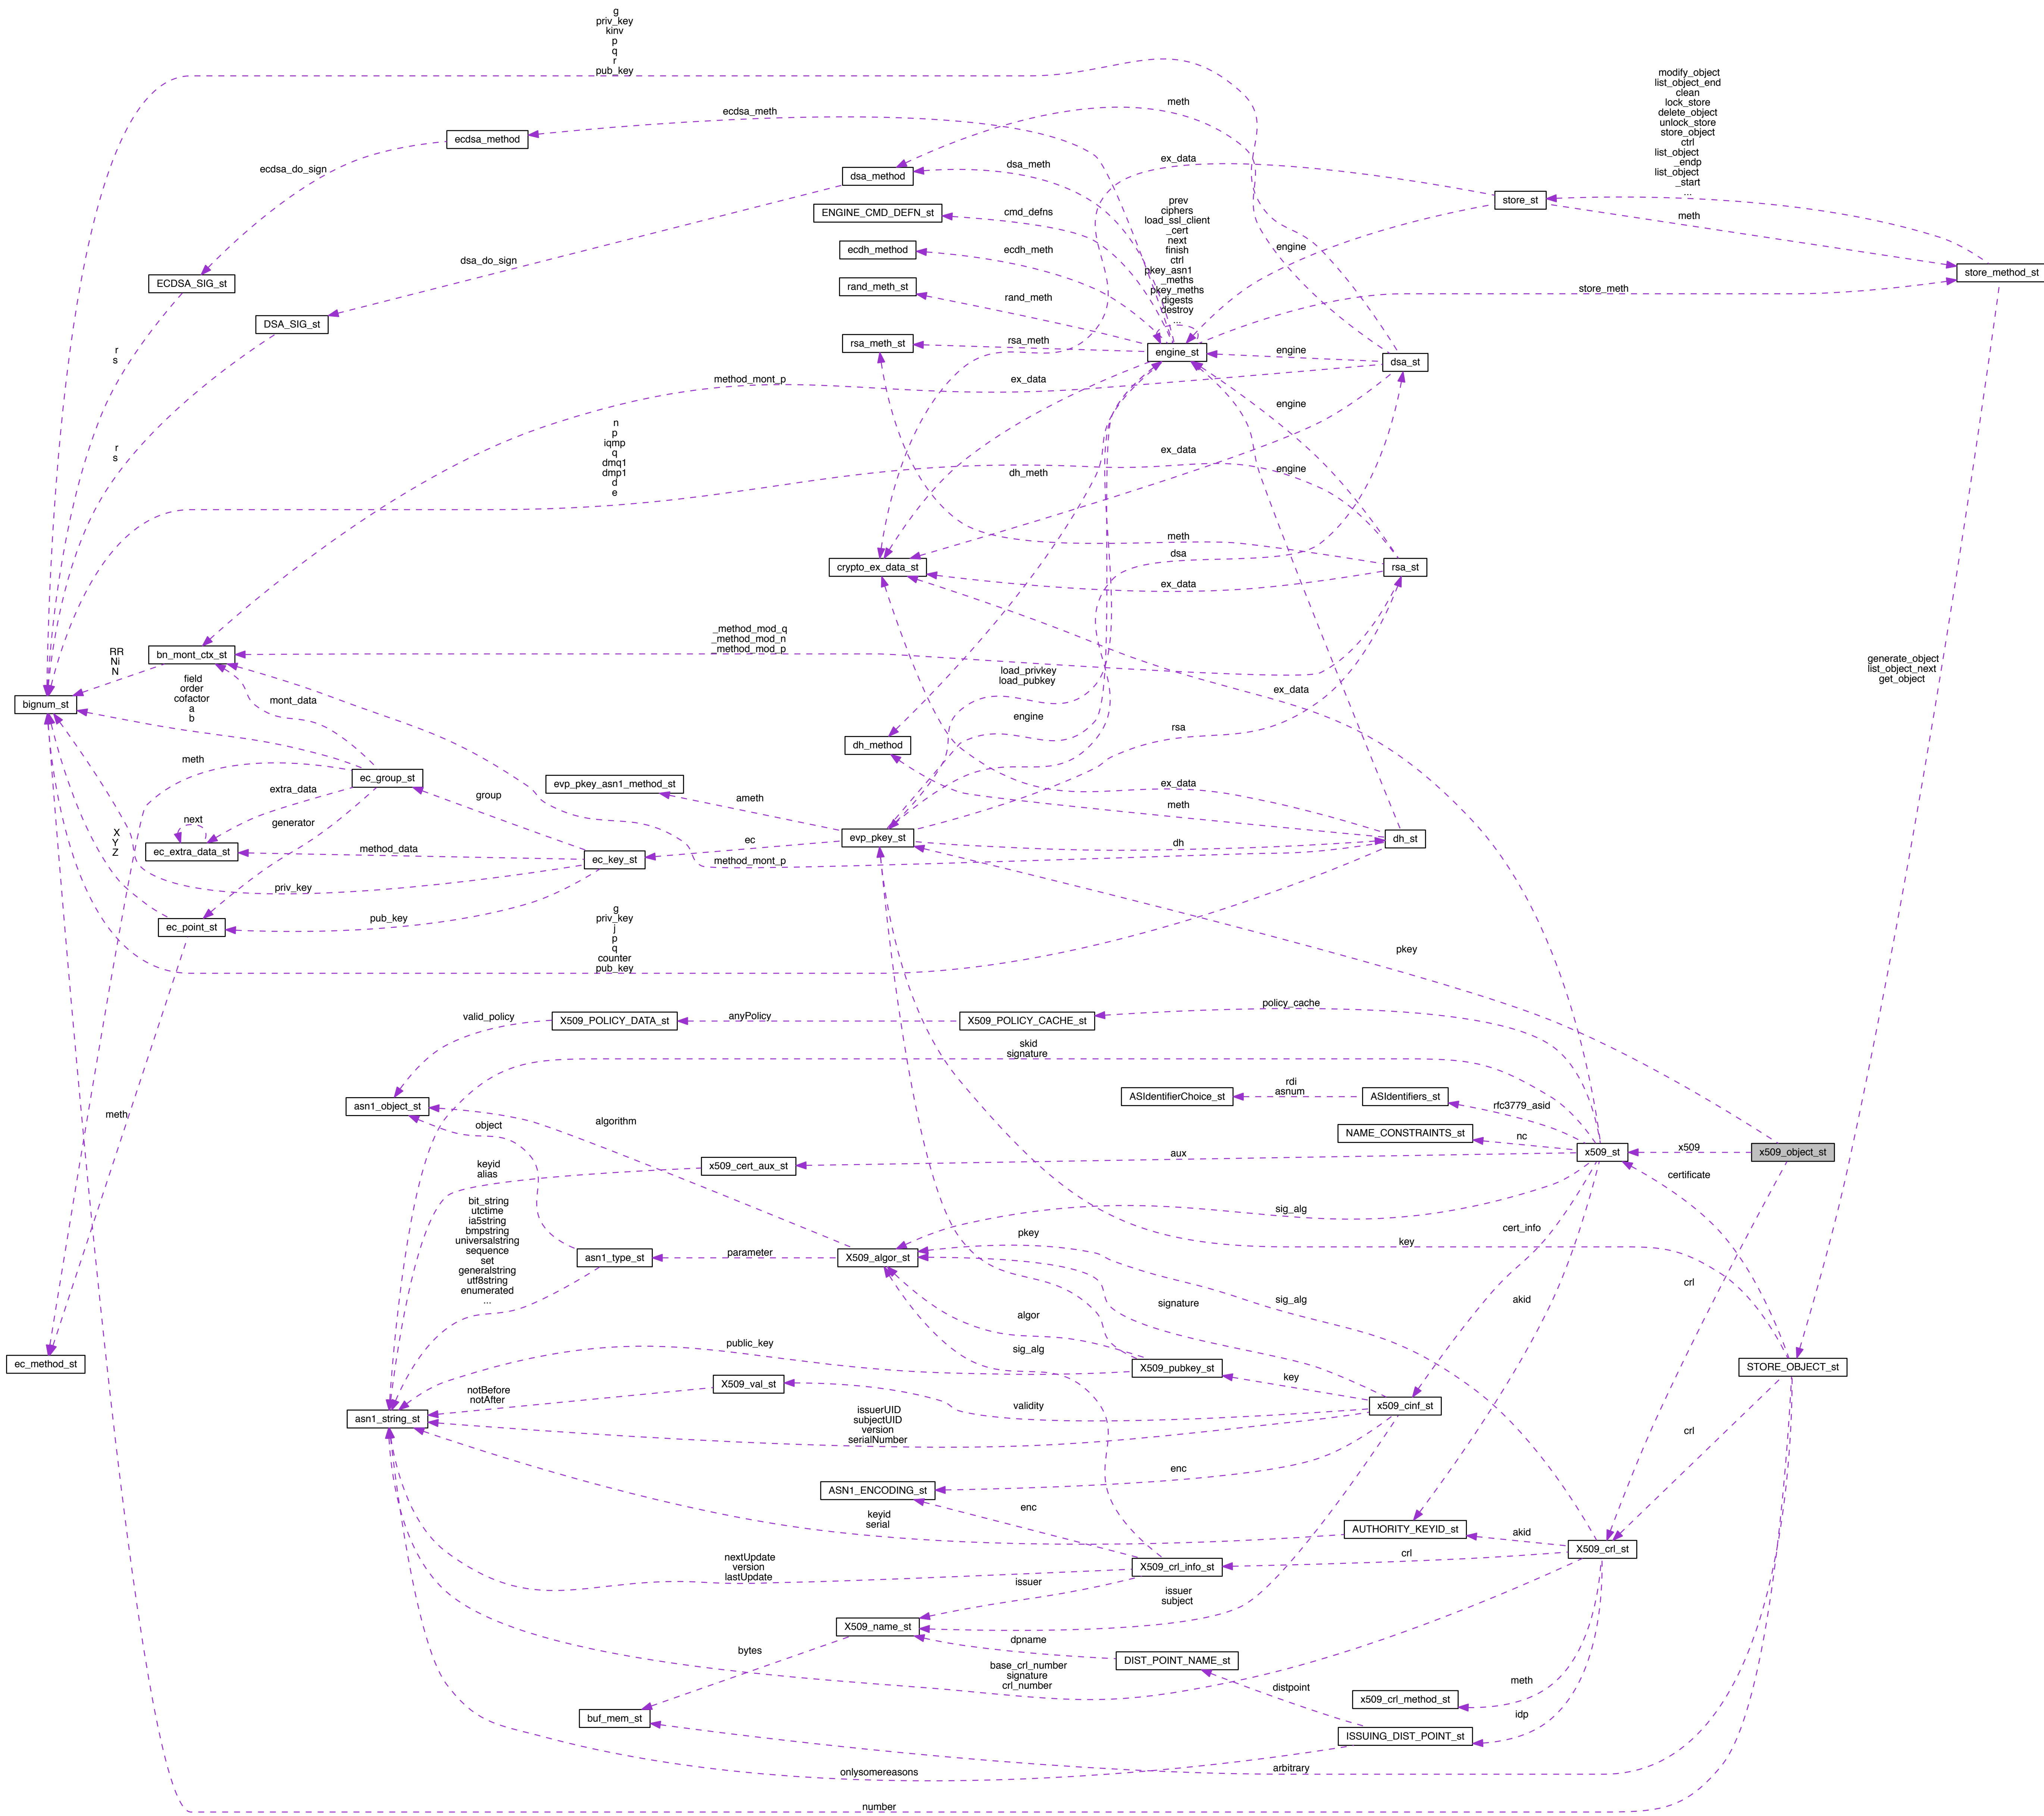 g
priv_key
kinv
p
q
r
pub_key
modify_object
list_object_end
clean
lock_store
delete_object
unlock_store
store_object
ctrl
list_object
_endp
list_object
_start
...
meth
ecdsa_meth
ecdsa_method
ecdsa_do_sign
dsa_method
dsa_meth
ex_data
store_st
meth
ENGINE_CMD_DEFN_st
cmd_defns
prev
ciphers
load_ssl_client
_cert
next
finish
ctrl
pkey_asn1
_meths
pkey_meths
digests
destroy
...
ecdh_method
ecdh_meth
engine
dsa_do_sign
store_method_st
ECDSA_SIG_st
rand_meth_st
rand_meth
store_meth
DSA_SIG_st
rsa_meth_st
rsa_meth
engine_st
engine
dsa_st
r
s
method_mont_p
ex_data
engine
n
p
iqmp
q
dmq1
dmp1
d
e
r
s
dh_meth
ex_data
engine
meth
dsa
crypto_ex_data_st
ex_data
rsa_st
_method_mod_q
_method_mod_n
_method_mod_p
RR
Ni
N
bn_mont_ctx_st
generate_object
list_object_next
get_object
load_privkey
load_pubkey
ex_data
field
order
cofactor
a
b
mont_data
bignum_st
engine
rsa
dh_method
meth
ec_group_st
evp_pkey_asn1_method_st
extra_data
group
ameth
ex_data
meth
next
generator
X
Y
Z
ec_extra_data_st
method_data
ec_key_st
ec
evp_pkey_st
dh
dh_st
method_mont_p
priv_key
pub_key
ec_point_st
g
priv_key
j
p
q
counter
pub_key
pkey
policy_cache
valid_policy
X509_POLICY_DATA_st
anyPolicy
X509_POLICY_CACHE_st
skid
signature
rdi
asnum
ASIdentifierChoice_st
ASIdentifiers_st
rfc3779_asid
asn1_object_st
meth
algorithm
object
NAME_CONSTRAINTS_st
nc
x509_st
x509
x509_object_st
aux
x509_cert_aux_st
keyid
alias
certificate
bit_string
utctime
ia5string
bmpstring
universalstring
sequence
set
generalstring
utf8string
enumerated
...
sig_alg
cert_info
pkey
key
asn1_type_st
parameter
X509_algor_st
crl
akid
signature
sig_alg
algor
public_key
sig_alg
ec_method_st
X509_pubkey_st
STORE_OBJECT_st
key
X509_val_st
notBefore
notAfter
validity
x509_cinf_st
asn1_string_st
issuerUID
subjectUID
version
serialNumber
crl
enc
ASN1_ENCODING_st
enc
keyid
serial
AUTHORITY_KEYID_st
akid
X509_crl_st
nextUpdate
version
lastUpdate
crl
X509_crl_info_st
issuer
issuer
subject
X509_name_st
dpname
bytes
DIST_POINT_NAME_st
base_crl_number
signature
crl_number
meth
distpoint
x509_crl_method_st
idp
buf_mem_st
ISSUING_DIST_POINT_st
onlysomereasons
arbitrary
number